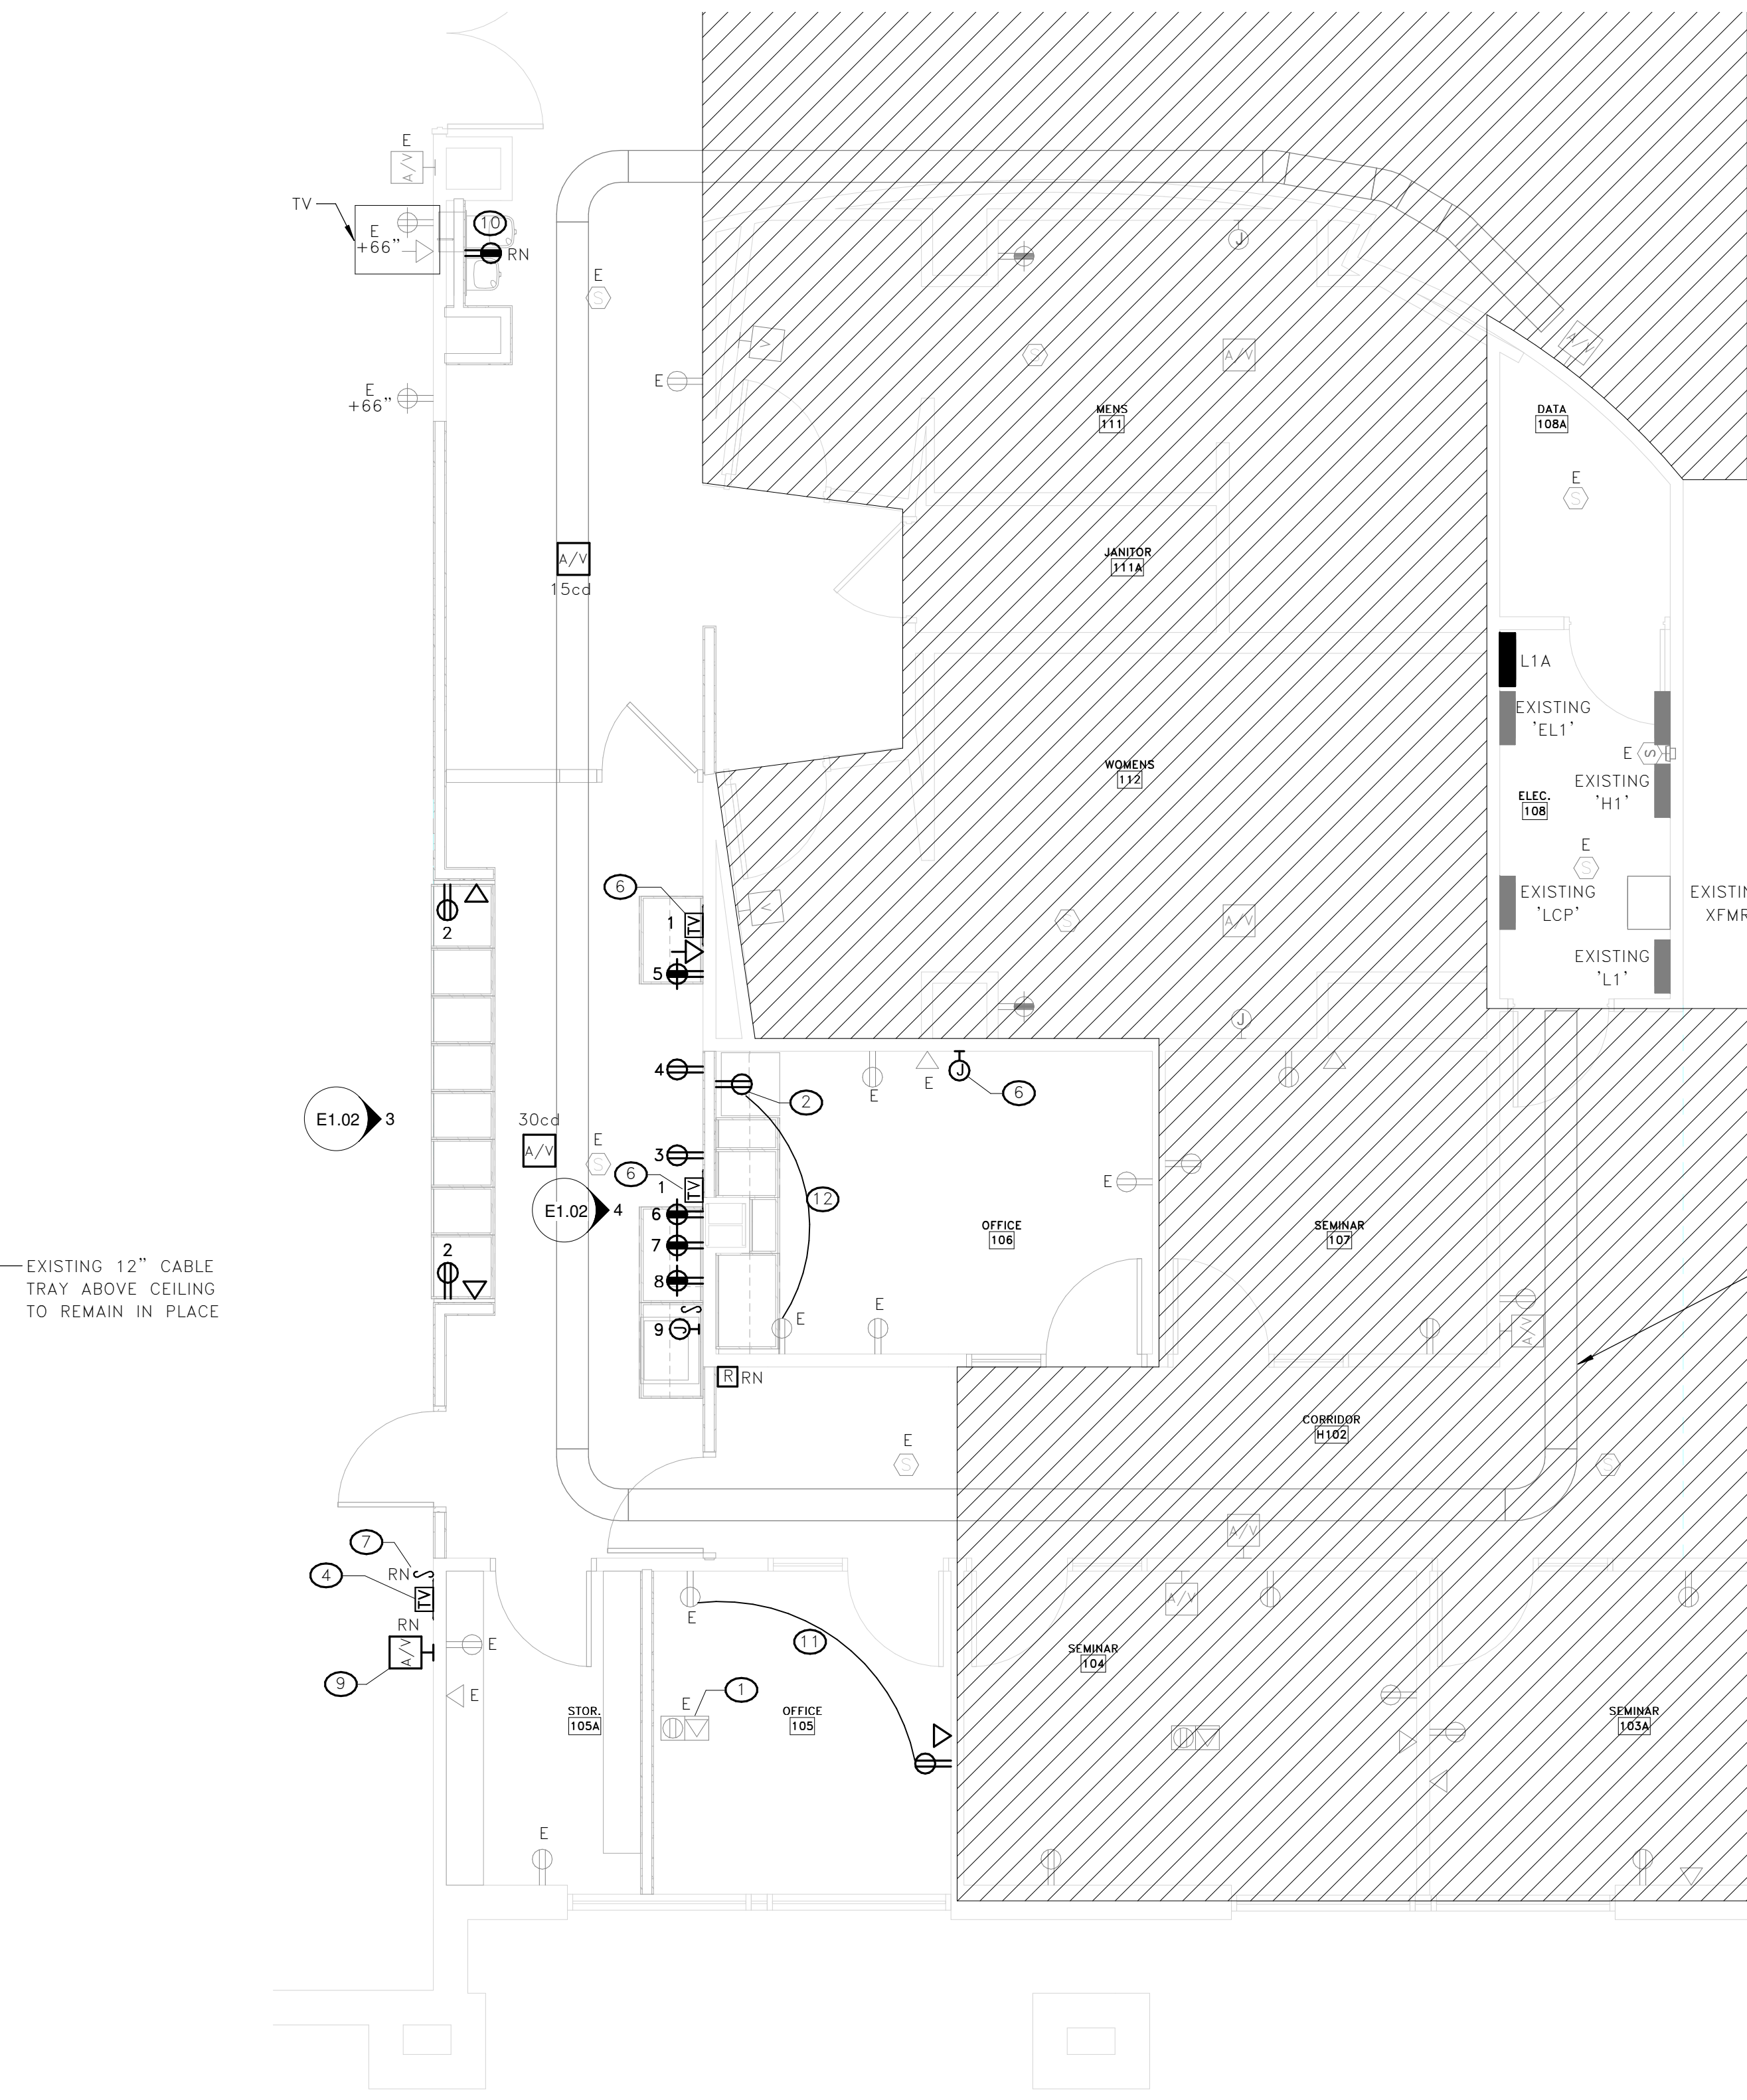 E
A/V
TV
E
+66"
10
RN
E
S
J
V
S
A/V
A/V
E
+66"
E
MENS
111
DATA
108A
E
S
A/V
15cd
JANITOR
111A
L1A
EXISTING
'EL1'
E
S
WOMENS
112
EXISTING
'H1'
ELEC.
108
E
S
6
1
TV
2
V
S
A/V
EXISTING
'LCP'
EXISTIN
XFMR
5
EXISTING
'L1'
J
4
E
E
J
6
2
E1.02
3
30cd
A/V
E
S
3
6
1
TV
E
12
E1.02
4
6
OFFICE
106
SEMINAR
107
7
2
8
EXISTING 12" CABLE
TRAY ABOVE CEILING
TO REMAIN IN PLACE
S
9
J
E
E
A/V
R
RN
CORRIDOR
H102
E
S
S
A/V
7
RN
S
4
TV
A/V
RN
A/V
E
E
11
SEMINAR
104
9
E
1
E
STOR.
105A
OFFICE
105
SEMINAR
103A
E